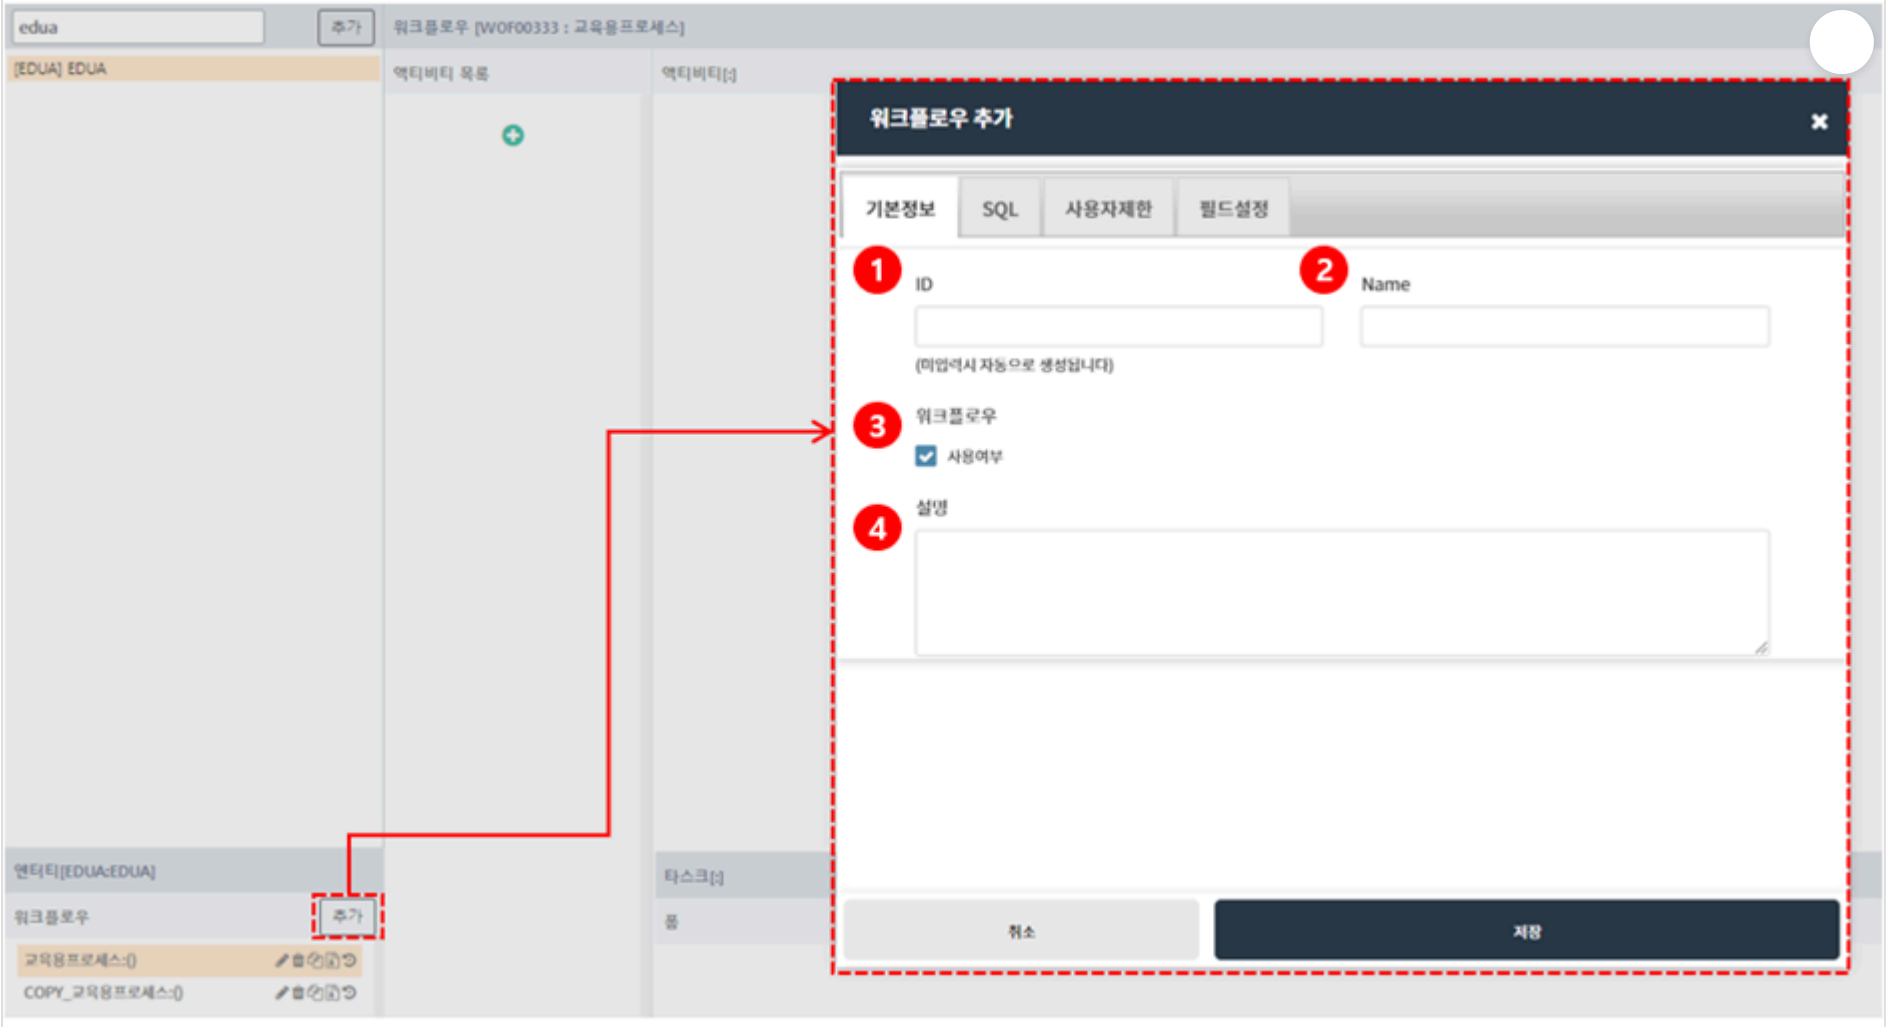 edua
추가
워크플로우 [WOF00333 : 교육용프로세스]
[EDUA] EDUA
액티비티 목록
액티비티[:]
워크플로우 추가
기본정보
SQL
사용자제한
필드설정
1
ID
2
Name
(미입력시 자동으로 생성됩니다)
3
워크플로우
사용여부
4
설명
엔터티[EDUA:EDUA]
타스크[:]
워크플로우
추가
폼
취소
저장
교육용프로세스:()
COPY_교육용프로세스:()